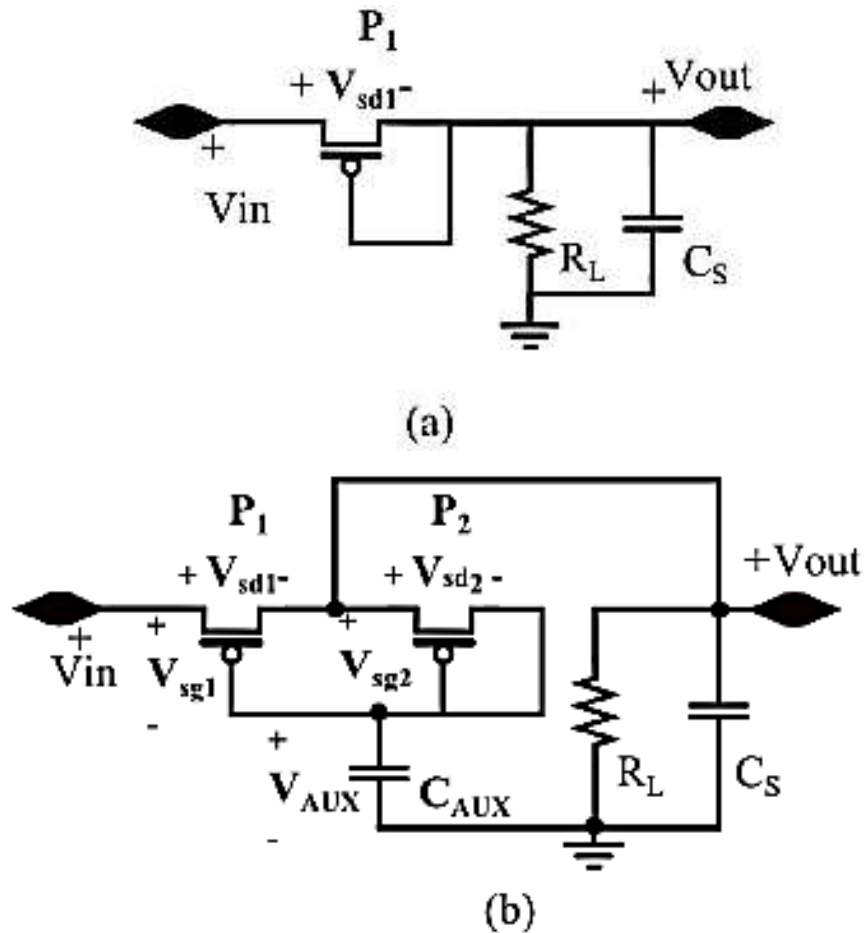 P1
+ Vsd1-
+ Vout
+
Vin
RL
CS
(a)
P1
P2
+ Vsd1-
+ Vsd2 -
+Vout
+
+
+
Vin
Vsg1
Vsg2
-
+
VAUX
CAUX
RL
CS
-
(b)